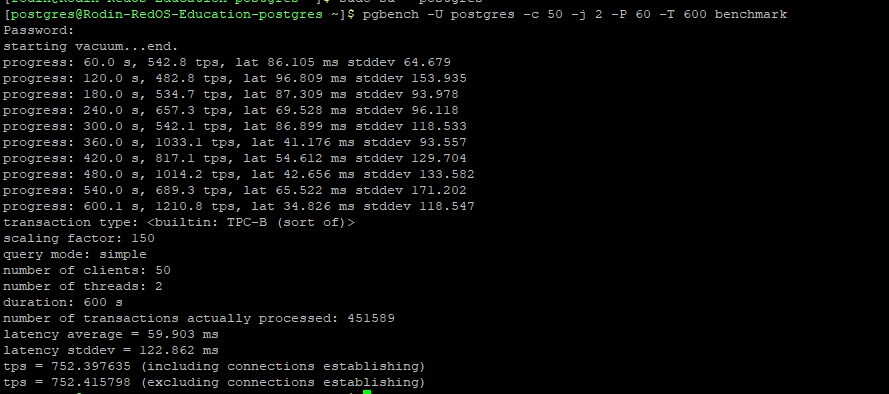 [postgres@Rodin-RedOS-Education-postgres ~]$ pgbench -U postgres -c 50 -j 2 -P 60 -T 600 benchmark
Password:
starting vacuum...end.
progress: 60.0 s, 542.8 tps, lat 86.105 ms stddev 64.679
progress: 120.0 s, 482.8 tps, lat 96.809 ms stddev 153.935
progress: 180.0 s, 534.7 tps, lat 87.309 ms stddev 93.978
progress: 240.0 s, 657.3 tps, lat 69.528 ms stddev 96.118
progress: 300.0 s, 542.1 tps, lat 86.899 ms stddev 118.533
progress: 360.0 s, 1033.1 tps, lat 41.176 ms stddev 93.557
progress: 420.0 s, 817.1 tps, lat 54.612 ms stddev 129.704
progress: 480.0 s, 1014.2 tps, lat 42.656 ms stddev 133.582
progress: 540.0 s, 689.3 tps, lat 65.522 ms stddev 171.202
progress: 600.1 s, 1210.8 tps, lat 34.826 ms stddev 118.547
transaction type: <builtin: TPC-B (sort of)>
scaling factor: 150
query mode: simple
number of clients: 50
number of threads: 2
duration: 600 s
number of transactions actually processed: 451589
latency average = 59.903 ms
latency stddev = 122.862 ms
tps = 752.397635 (including connections establishing)
tps = 752.415798 (excluding connections establishing)